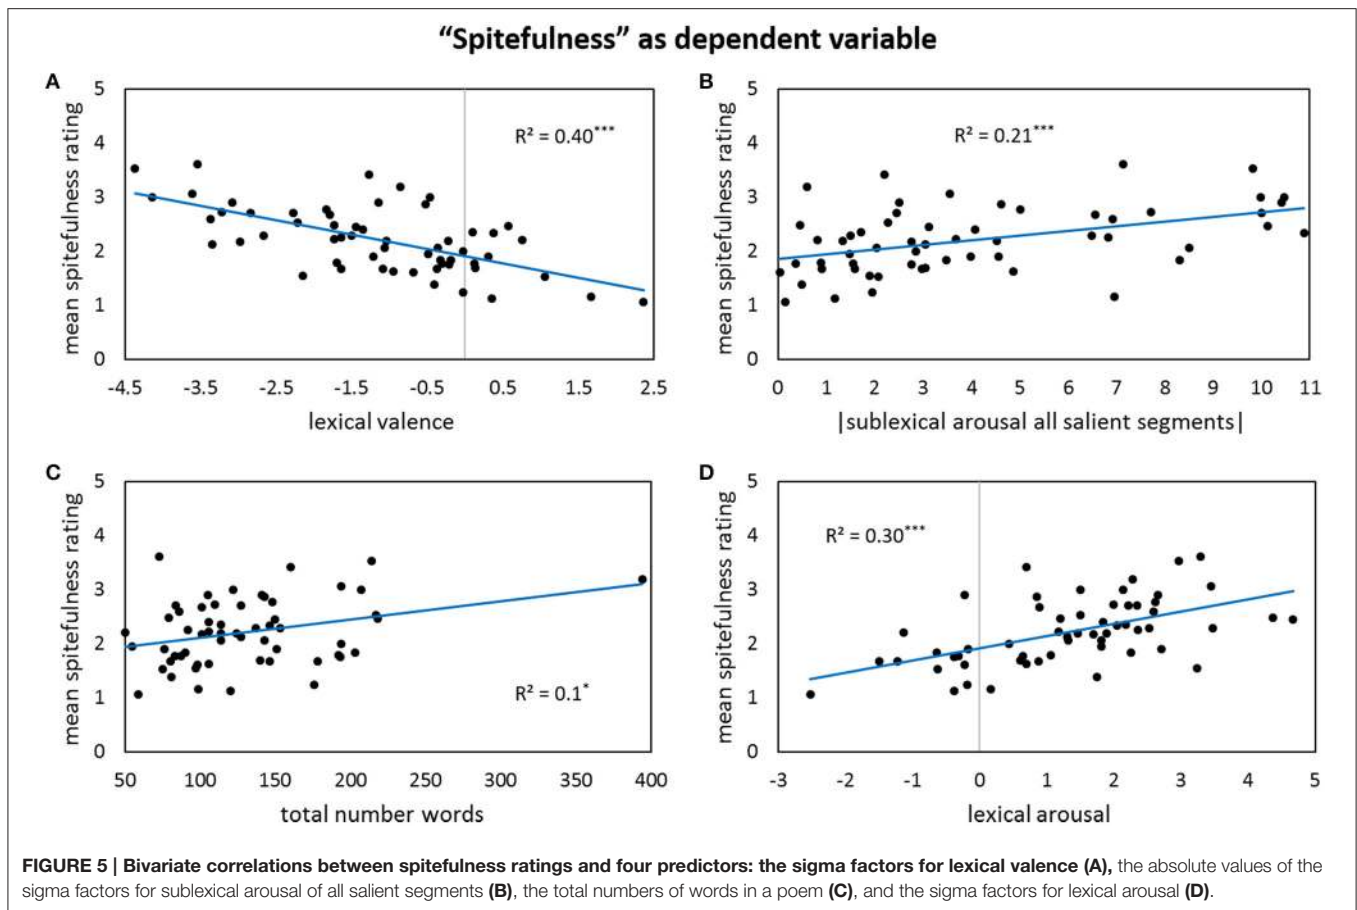 “Spitefulness” as dependent variable
A
mean spitefulness rating
5
4
3
2
1
0
R² = 0.40***
-4.5 -3.5 -2.5 -1.5 -0.5 0.5 1.5 2.5
lexical valence
B
mean spitefulness rating
5
4
3
2
1
0
R² = 0.21***
0 1 2 3 4 5 6 7 8 9 10 11
|sublexical arousal all salient segments|
C
mean spitefulness rating
5
4
3
2
1
0
R² = 0.1*
50 100 150 200 250 300 350 400
total number words
D
mean spitefulness rating
5
4
3
2
1
0
R² = 0.30***
-3 -2 -1 0 1 2 3 4 5
lexical arousal
FIGURE 5 | Bivariate correlations between spitefulness ratings and four predictors: the sigma factors for lexical valence (A), the absolute values of the
sigma factors for sublexical arousal of all salient segments (B), the total numbers of words in a poem (C), and the sigma factors for lexical arousal (D).